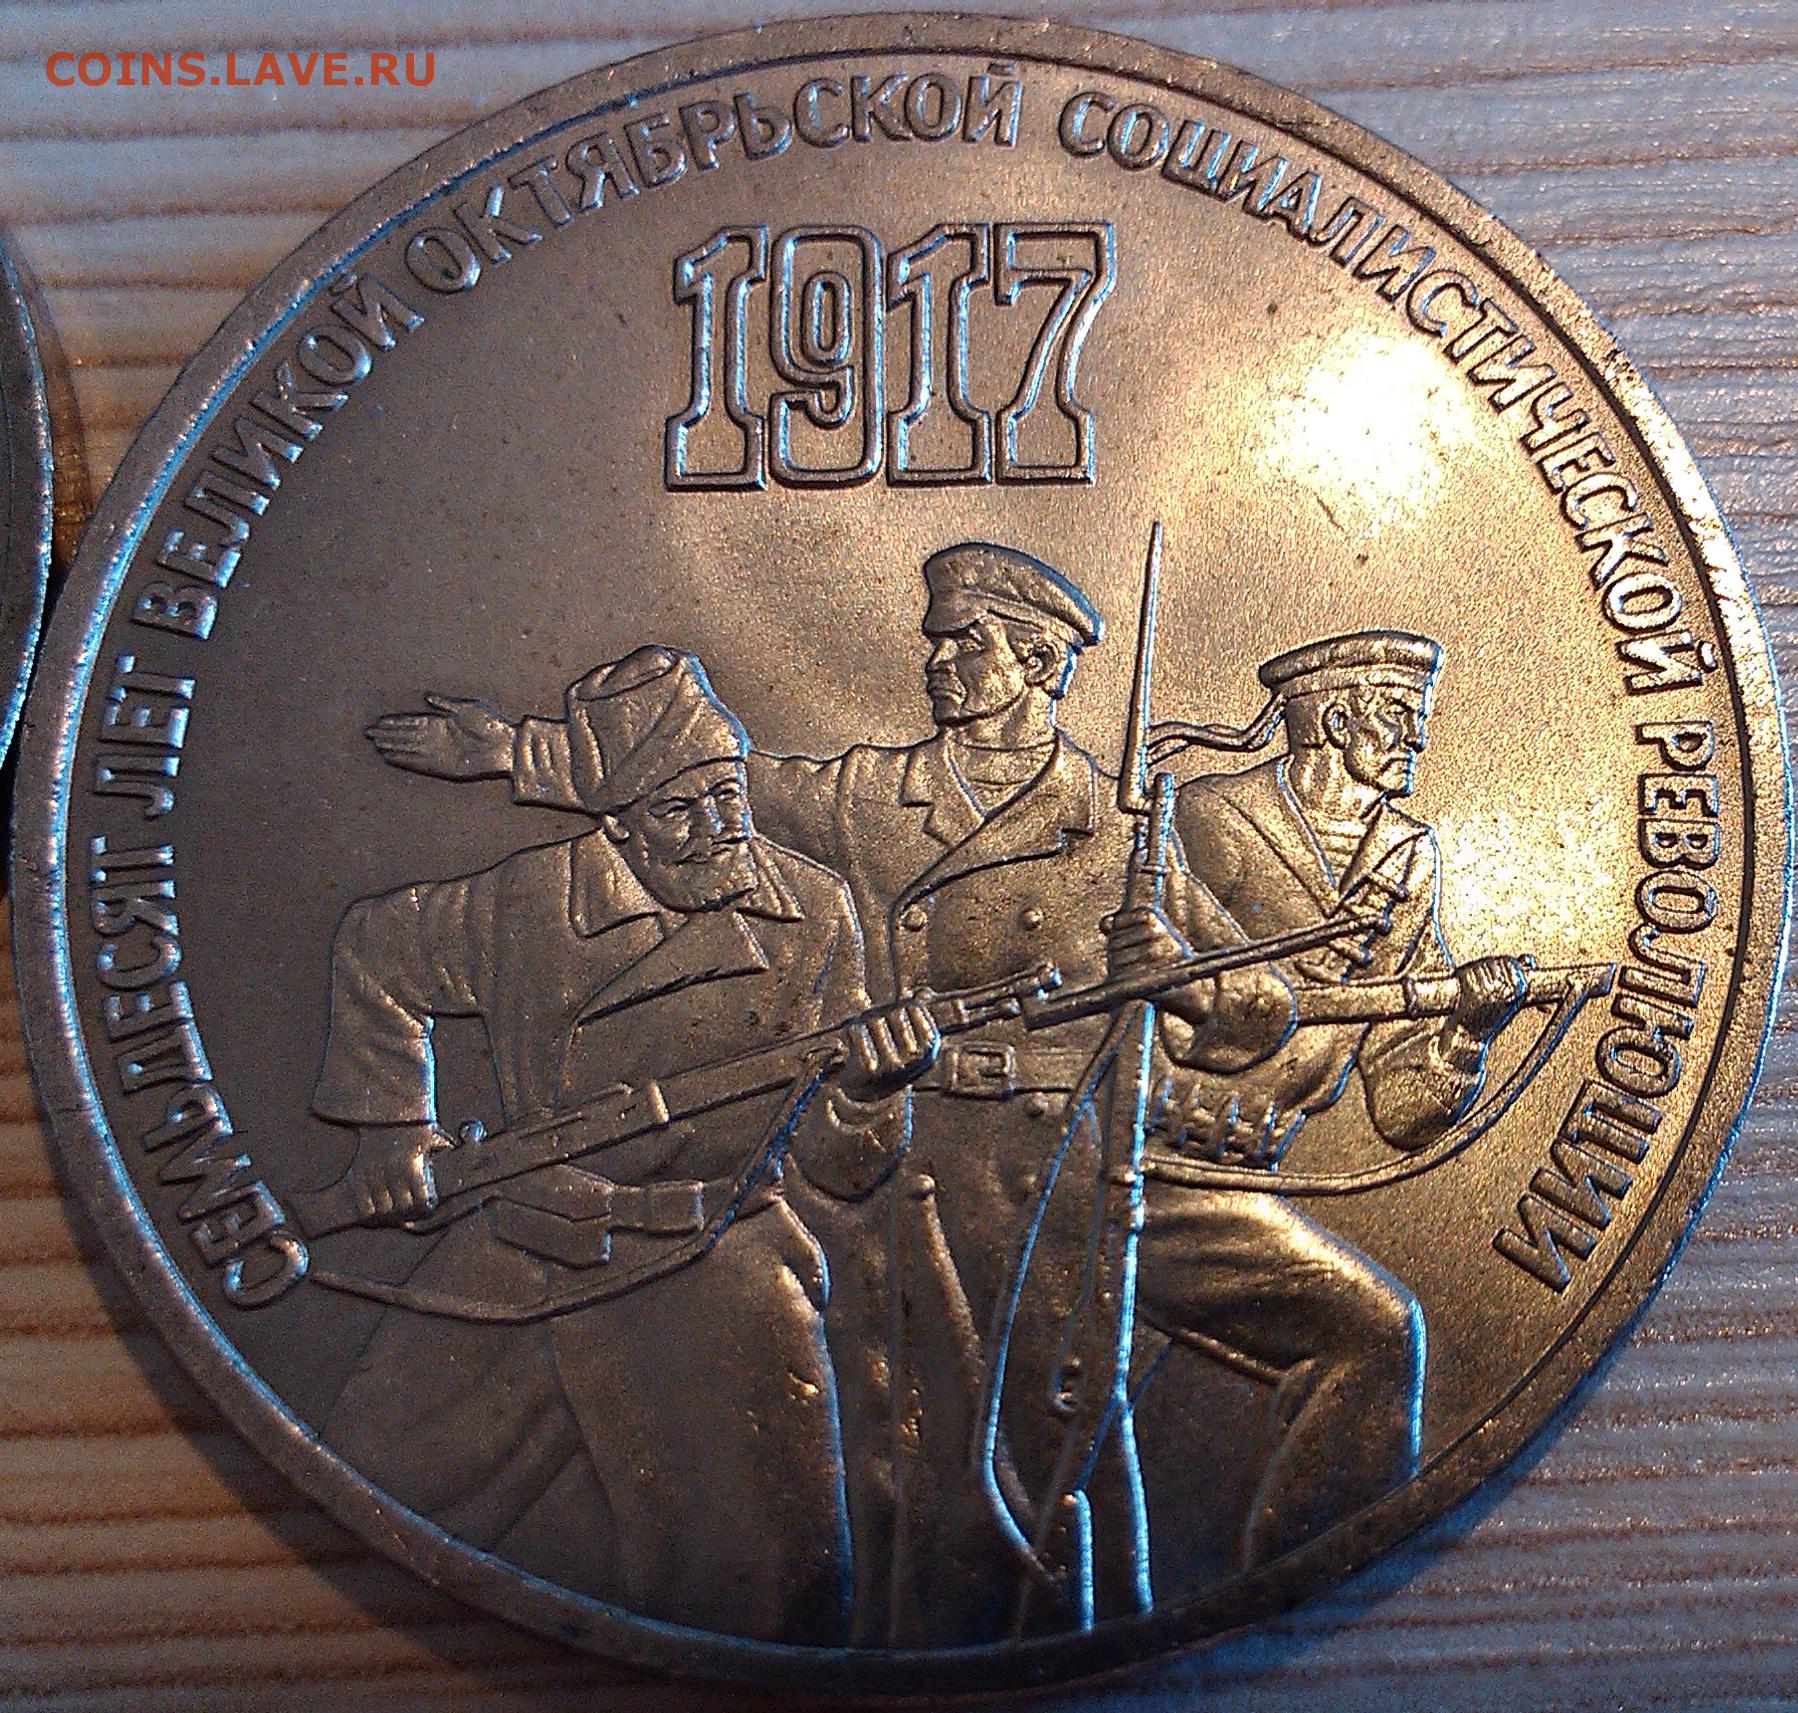 COINS.LAVE.RU
СЕМЬДЕСЯТ ЛЕТ ВЕЛИКОЙ ОКТЯБРЬСКОЙ СОЦИАЛИСТИЧЕСКОЙ РЕВОЛЮЦИИ
1917